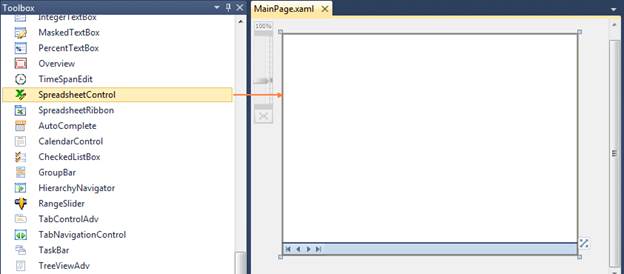 Toolbox
IntegerTextBox
MaskedTextBox
PercentTextBox
Overview
TimeSpanEdit
SpreadsheetControl
SpreadsheetRibbon
AutoComplete
CalendarControl
CheckedListBox
GroupBar
HierarchyNavigator
RangeSlider
TabControlAdv
TabNavigationControl
TaskBar
TreeViewAdv
MainPage.xaml
100%